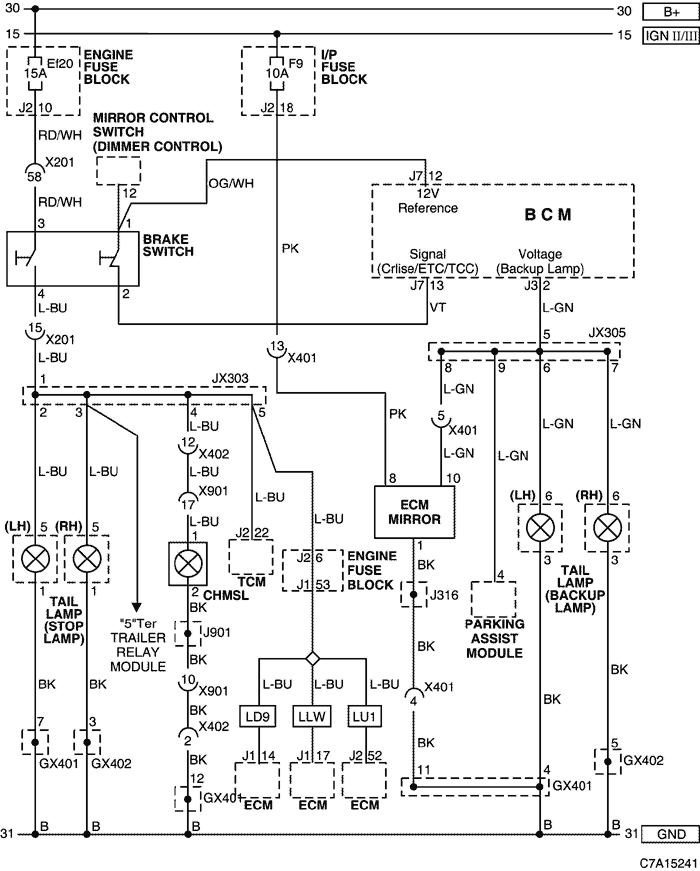 30 30 B+
15 15 IGN II/III
Ef20
15A
ENGINE
FUSE
BLOCK
J2 10
F9
10A
I/P
FUSE
BLOCK
J2 18
RD/WH
MIRROR CONTROL
SWITCH
(DIMMER CONTROL)
58 X201
12
OG/WH
RD/WH
J7 12
12V
Reference
B C M
3 1
BRAKE
SWITCH
PK
Signal
(Crlise/ETC/TCC)
Voltage
(Backup Lamp)
4 2
J7 13
J3 2
L-BU
VT
L-GN
15 X201
L-BU
13 X401
5 JX305
8 9 6 7
1 JX303
2 3 4 5
L-GN
L-BU
PK
5 X401
L-GN
L-GN
L-GN
12 X402
L-BU
L-BU
L-BU
17 X901
L-BU
L-BU
L-GN
8 10
ECM
MIRROR
1
(LH) 5 (RH) 5
1 1
TAIL
LAMP
(STOP
LAMP)
1
2
CHMSL
J2 22
TCM
L-BU
J2 6
J1 53
ENGINE
FUSE
BLOCK
(LH) 6 (RH) 6
3 3
TAIL
LAMP
(BACKUP
LAMP)
BK
J316
4
PARKING
ASSIST
MODULE
"5"Ter
TRAILER
RELAY
MODULE
BK
J901
BK
BK
BK
BK
10 X901
L-BU L-BU L-BU
BK
BK
4 X401
BK
BK
X402
2
LD9 LLW LU1
7 GX401
3 GX402
BK
BK
J1 14 J1 17 J2 52
ECM ECM ECM
5 GX402
12 GX401
11 4 GX401
31 B B B B B 31 GND
C7A15241